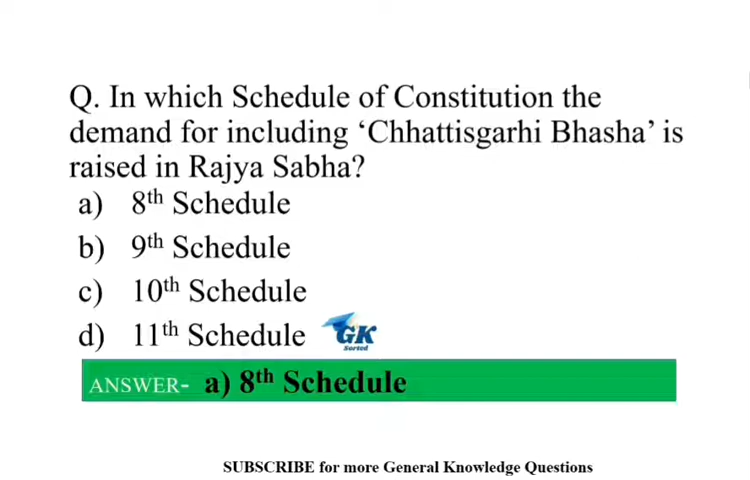 Q. In which Schedule of Constitution the
demand for including ‘Chhattisgarhi Bhasha’ is
raised in Rajya Sabha?
a) 8th Schedule
b) 9th Schedule
c) 10th Schedule
d) 11th Schedule
GK
Sorted
ANSWER- a) 8th Schedule
SUBSCRIBE for more General Knowledge Questions